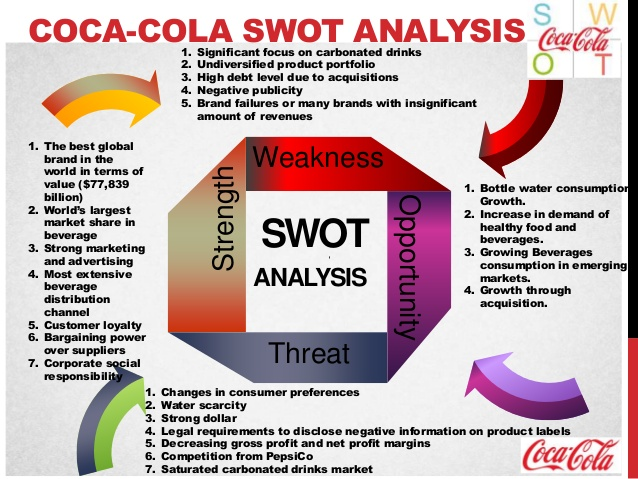 COCA-COLA SWOT ANALYSIS
S W
Coca-Cola
O T
1. Significant focus on carbonated drinks
2. Undiversified product portfolio
3. High debt level due to acquisitions
4. Negative publicity
5. Brand failures or many brands with insignificant
amount of revenues
1. The best global
brand in the
world in terms of
value ($77,839
billion)
2. World's largest
market share in
beverage
3. Strong marketing
and advertising
4. Most extensive
beverage
distribution
channel
5. Customer loyalty
6. Bargaining power
over suppliers
7. Corporate social
responsibility
Weakness
Strength
SWOT
ANALYSIS
Opportunity
Threat
1. Bottle water consumption
Growth.
2. Increase in demand of
healthy food and
beverages.
3. Growing Beverages
consumption in emerging
markets.
4. Growth through
acquisition.
1. Changes in consumer preferences
2. Water scarcity
3. Strong dollar
4. Legal requirements to disclose negative information on product labels
5. Decreasing gross profit and net profit margins
6. Competition from PepsiCo
7. Saturated carbonated drinks market
Coca-Cola